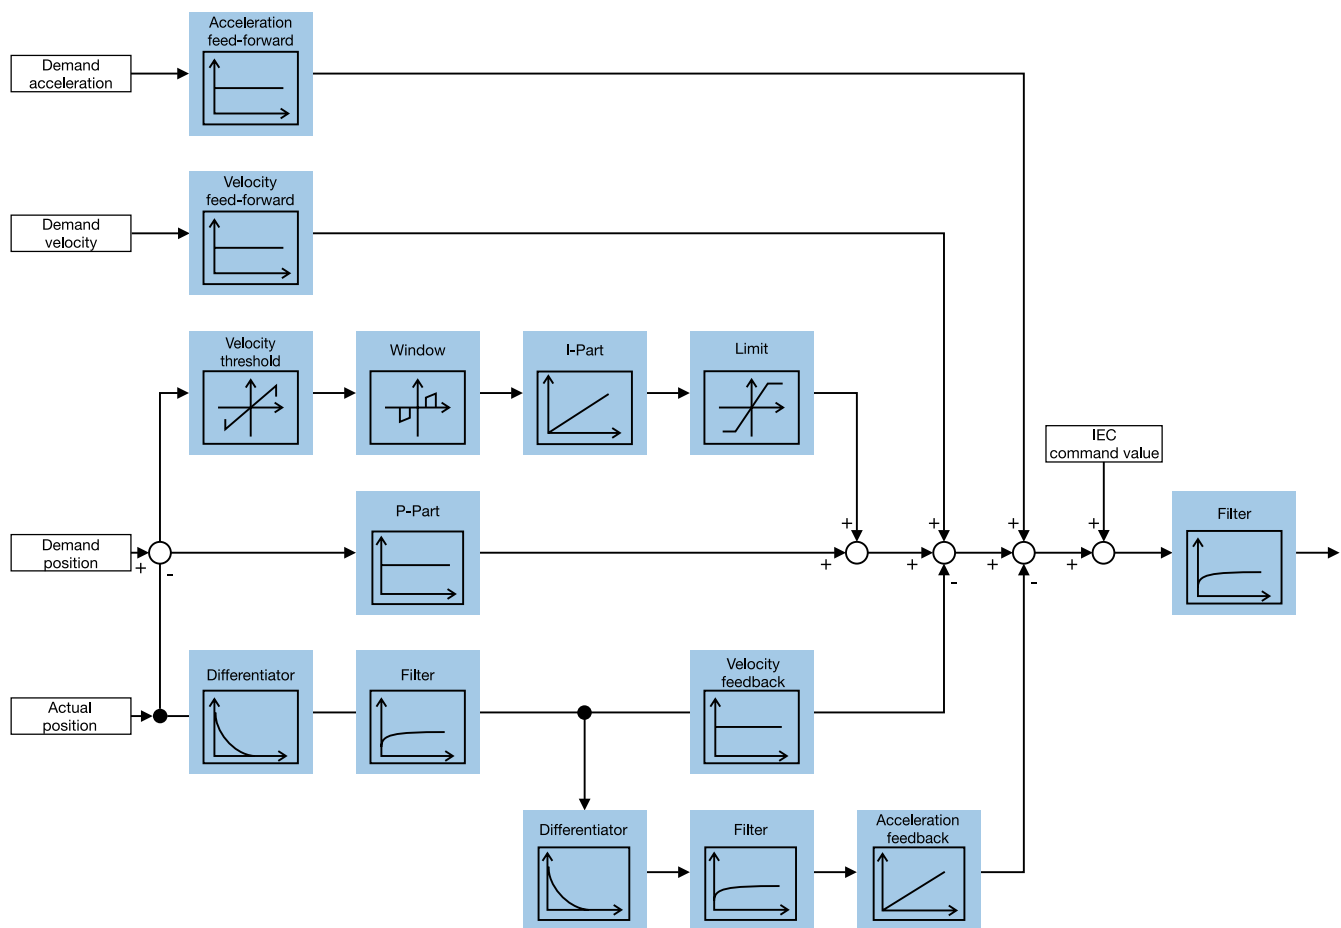 Acceleration
feed-forward
Demand
acceleration
Velocity
feed-forward
Demand
velocity
Velocity
threshold
Window
I-Part
Limit
IEC
command value
P-Part
Filter
Demand
position
+
-
+
+
+
+
-
+
+
-
+
+
Differentiator
Filter
Velocity
feedback
Actual
position
Differentiator
Filter
Acceleration
feedback